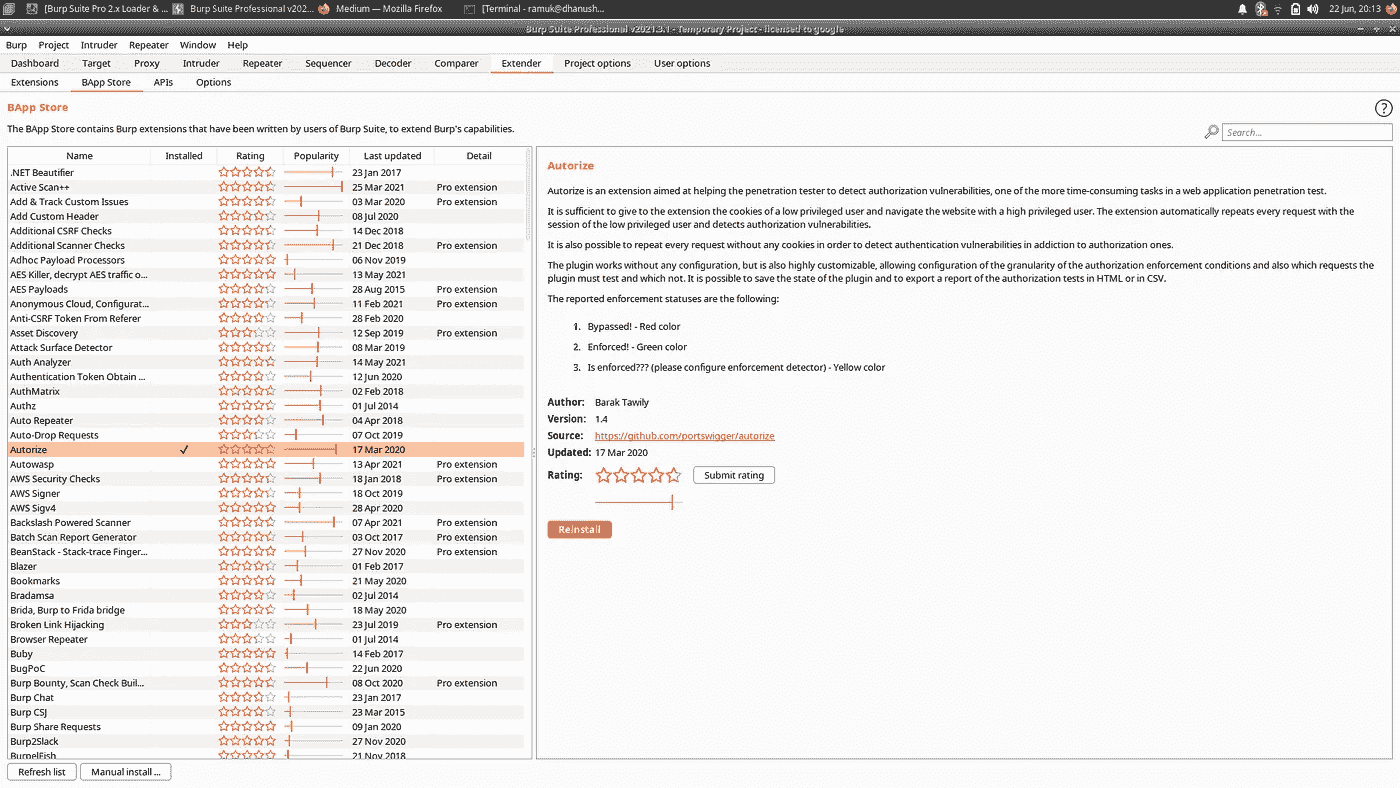 [Burp Suite Pro 2.x Loader & ... Burp Suite Professional v202... Medium — Mozilla Firefox [Terminal - ramuk@dhanush... 22 Jun, 20:13
Burp Suite Professional v2021.3.1 - Temporary Project - licensed to google
Burp Project Intruder Repeater Window Help
Dashboard Target Proxy Intruder Repeater Sequencer Decoder Comparer Extender Project options User options
Extensions BApp Store APIs Options
BApp Store
?
The BApp Store contains Burp extensions that have been written by users of Burp Suite, to extend Burp's capabilities.
Search...
Name Installed Rating Popularity Last updated Detail
.NET Beautifier 23 Jan 2017
Active Scan++ 25 Mar 2021 Pro extension
Add & Track Custom Issues 03 Mar 2020 Pro extension
Add Custom Header 08 Jul 2020
Additional CSRF Checks 14 Dec 2018
Additional Scanner Checks 21 Dec 2018 Pro extension
Adhoc Payload Processors 06 Nov 2019
AES Killer, decrypt AES traffic o... 13 May 2021
AES Payloads 28 Aug 2015 Pro extension
Anonymous Cloud, Configurat... 11 Feb 2021 Pro extension
Anti-CSRF Token From Referer 28 Feb 2020
Asset Discovery 12 Sep 2019 Pro extension
Attack Surface Detector 08 Mar 2019
Auth Analyzer 14 May 2021
Authentication Token Obtain ... 12 Jun 2020
AuthMatrix 02 Feb 2018
Authz 01 Jul 2014
Auto Repeater 04 Apr 2018
Auto-Drop Requests 07 Oct 2019
Autorize ✓ 17 Mar 2020
Autowasp 13 Apr 2021 Pro extension
AWS Security Checks 18 Jan 2018 Pro extension
AWS Signer 18 Oct 2019
AWS Sigv4 28 Apr 2020
Backslash Powered Scanner 07 Apr 2021 Pro extension
Batch Scan Report Generator 03 Oct 2017 Pro extension
BeanStack - Stack-trace Finger... 27 Nov 2020 Pro extension
Blazer 01 Feb 2017
Bookmarks 21 May 2020
Bradamsa 02 Jul 2014
Brida, Burp to Frida bridge 18 May 2020
Broken Link Hijacking 23 Jul 2019 Pro extension
Browser Repeater 01 Jul 2014
Buby 14 Feb 2017
BugPoC 22 Jun 2020
Burp Bounty, Scan Check Buil... 08 Oct 2020 Pro extension
Burp Chat 23 Jan 2017
Burp CSJ 23 Mar 2015
Burp Share Requests 09 Jan 2020
Burp2Slack 27 Nov 2020
BurpelFish 21 Nov 2018
Refresh list Manual install ...
Autorize
Autorize is an extension aimed at helping the penetration tester to detect authorization vulnerabilities, one of the more time-consuming tasks in a web application penetration test.
It is sufficient to give to the extension the cookies of a low privileged user and navigate the website with a high privileged user. The extension automatically repeats every request with the
session of the low privileged user and detects authorization vulnerabilities.
It is also possible to repeat every request without any cookies in order to detect authentication vulnerabilities in addiction to authorization ones.
The plugin works without any configuration, but is also highly customizable, allowing configuration of the granularity of the authorization enforcement conditions and also which requests the
plugin must test and which not. It is possible to save the state of the plugin and to export a report of the authorization tests in HTML or in CSV.
The reported enforcement statuses are the following:
1. Bypassed! - Red color
2. Enforced! - Green color
3. Is enforced??? (please configure enforcement detector) - Yellow color
Author: Barak Tawily
Version: 1.4
Source: https://github.com/portswigger/autorize
Updated: 17 Mar 2020
Rating: Submit rating
Reinstall